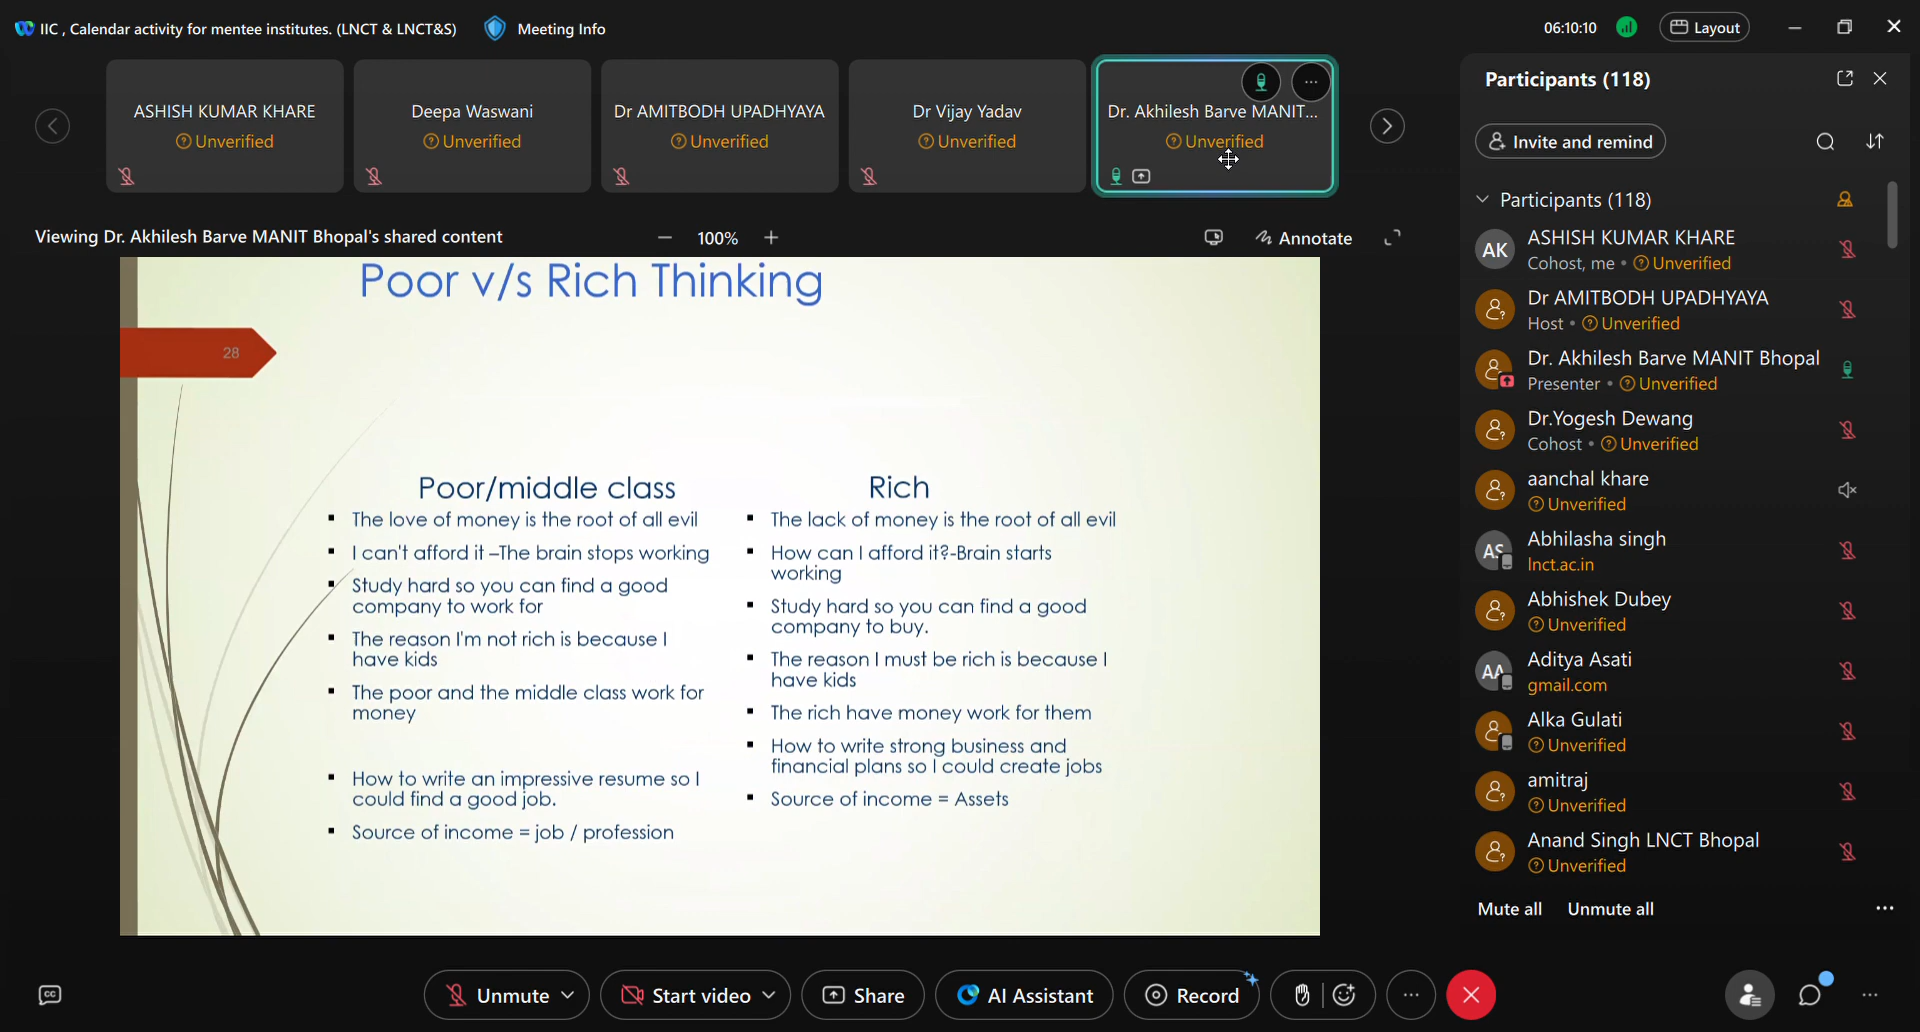 IIC , Calendar activity for mentee institutes. (LNCT & LNCT&S)
Meeting Info
06:10:10
Layout
ASHISH KUMAR KHARE
Unverified
Deepa Waswani
Unverified
Dr AMITBODH UPADHYAYA
Unverified
Dr Vijay Yadav
Unverified
Dr. Akhilesh Barve MANIT...
Unverified
Viewing Dr. Akhilesh Barve MANIT Bhopal's shared content
100%
Annotate
Poor v/s Rich Thinking
28
Poor/middle class
The love of money is the root of all evil
I can't afford it –The brain stops working
Study hard so you can find a good
company to work for
The reason I'm not rich is because I
have kids
The poor and the middle class work for
money
How to write an impressive resume so I
could find a good job.
Source of income = job / profession
Rich
The lack of money is the root of all evil
How can I afford it?-Brain starts
working
Study hard so you can find a good
company to buy.
The reason I must be rich is because I
have kids
The rich have money work for them
How to write strong business and
financial plans so I could create jobs
Source of income = Assets
Participants (118)
Invite and remind
Participants (118)
AK
ASHISH KUMAR KHARE
Cohost, me • Unverified
Dr AMITBODH UPADHYAYA
Host • Unverified
Dr. Akhilesh Barve MANIT Bhopal
Presenter • Unverified
Dr.Yogesh Dewang
Cohost • Unverified
aanchal khare
Unverified
AS
Abhilasha singh
lnct.ac.in
Abhishek Dubey
Unverified
AA
Aditya Asati
gmail.com
Alka Gulati
Unverified
amitraj
Unverified
Anand Singh LNCT Bhopal
Unverified
Mute all
Unmute all
CC
Unmute
Start video
Share
AI Assistant
Record